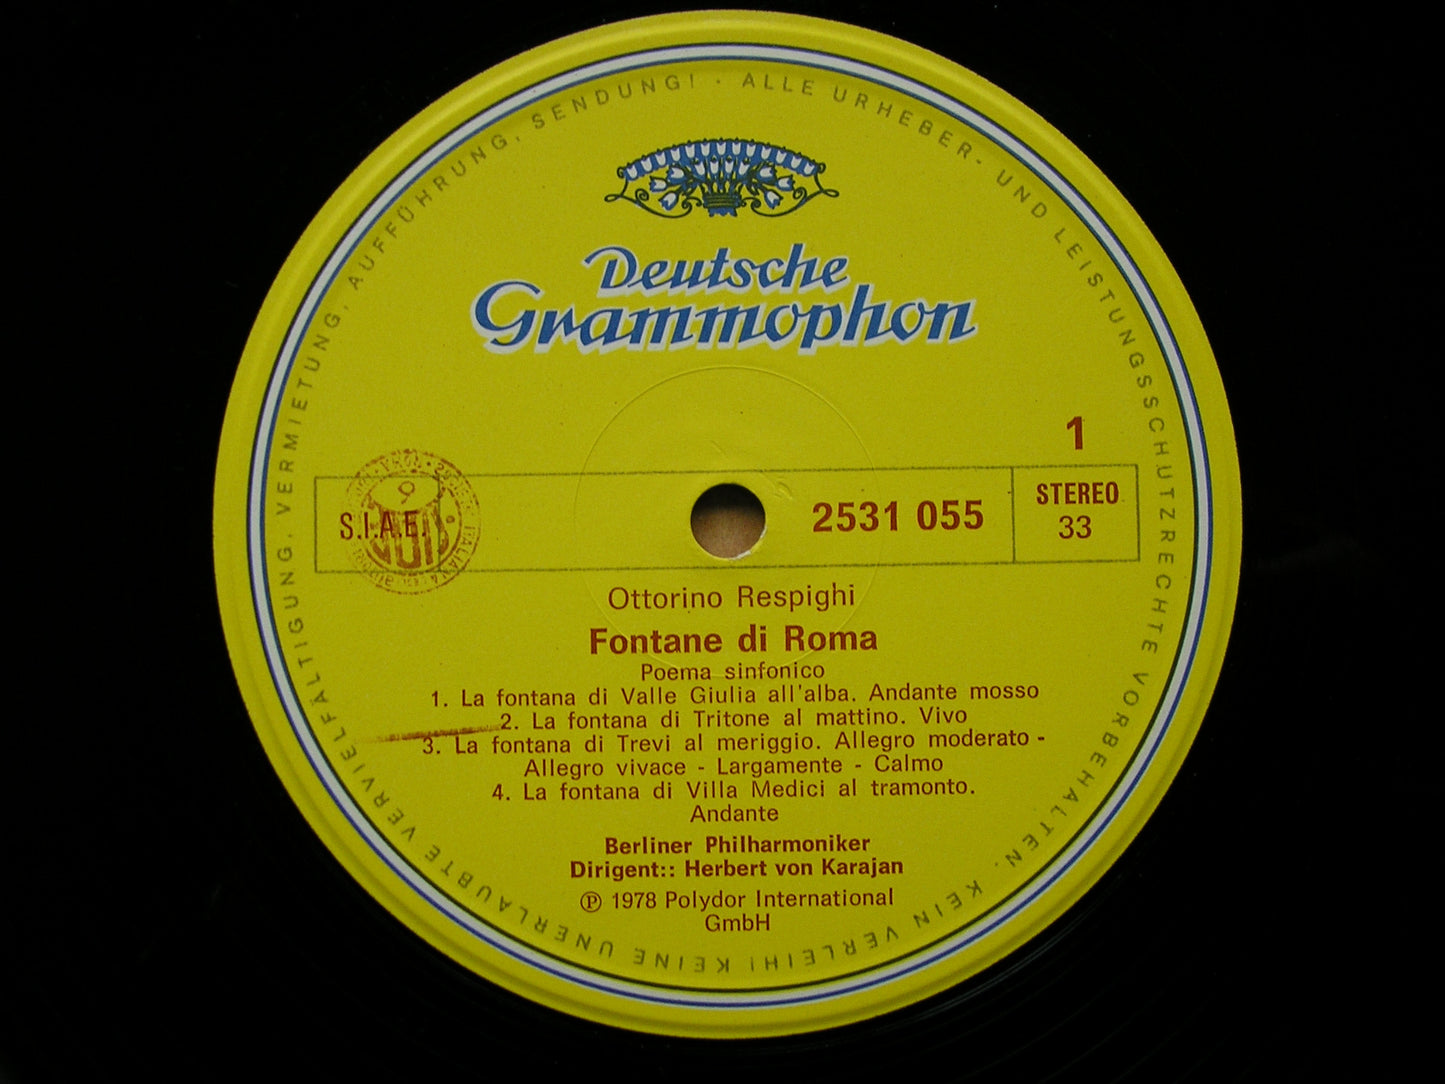 ALLE URHEBER- UND LEISTUNGSSCHUTZRECHTE VORBEHALTEN. KEIN VERLEIH! KEINE UNERLAUBTE VERVIELFÄLTIGUNG, VERMIETUNG, AUFFÜHRUNG, SENDUNG! ·
Deutsche
Grammophon
1
9
S.I.A.E.
2531 055
STEREO
33
Ottorino Respighi
Fontane di Roma
Poema sinfonico
1. La fontana di Valle Giulia all'alba. Andante mosso
2. La fontana di Tritone al mattino. Vivo
3. La fontana di Trevi al meriggio. Allegro moderato -
Allegro vivace - Largamente - Calmo
4. La fontana di Villa Medici al tramonto.
Andante
Berliner Philharmoniker
Dirigent:: Herbert von Karajan
℗ 1978 Polydor International
GmbH